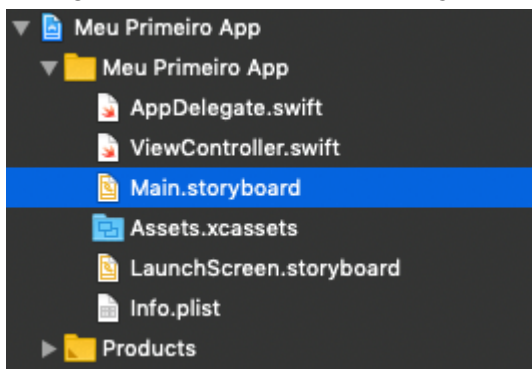 Meu Primeiro App
Meu Primeiro App
AppDelegate.swift
ViewController.swift
Main.storyboard
Assets.xcassets
LaunchScreen.storyboard
Info.plist
Products